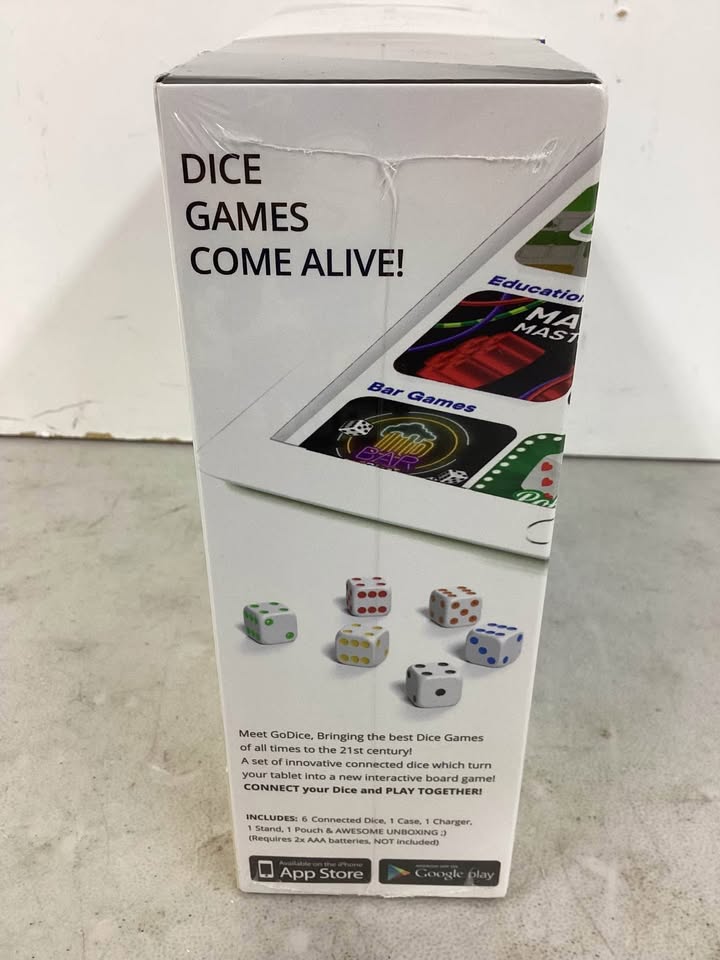 DICE
GAMES
COME ALIVE!
Educatio
MA
MAST
Bar Games
BAR
Po
Meet GoDice, Bringing the best Dice Games
of all times to the 21st century!
A set of innovative connected dice which turn
your tablet into a new interactive board game!
CONNECT your Dice and PLAY TOGETHER!
INCLUDES: 6 Connected Dice, 1 Case, 1 Charger,
1 Stand, 1 Pouch & AWESOME UNBOXING ;)
(Requires 2x AAA batteries, NOT included)
Available on the iPhone
App Store
Google play